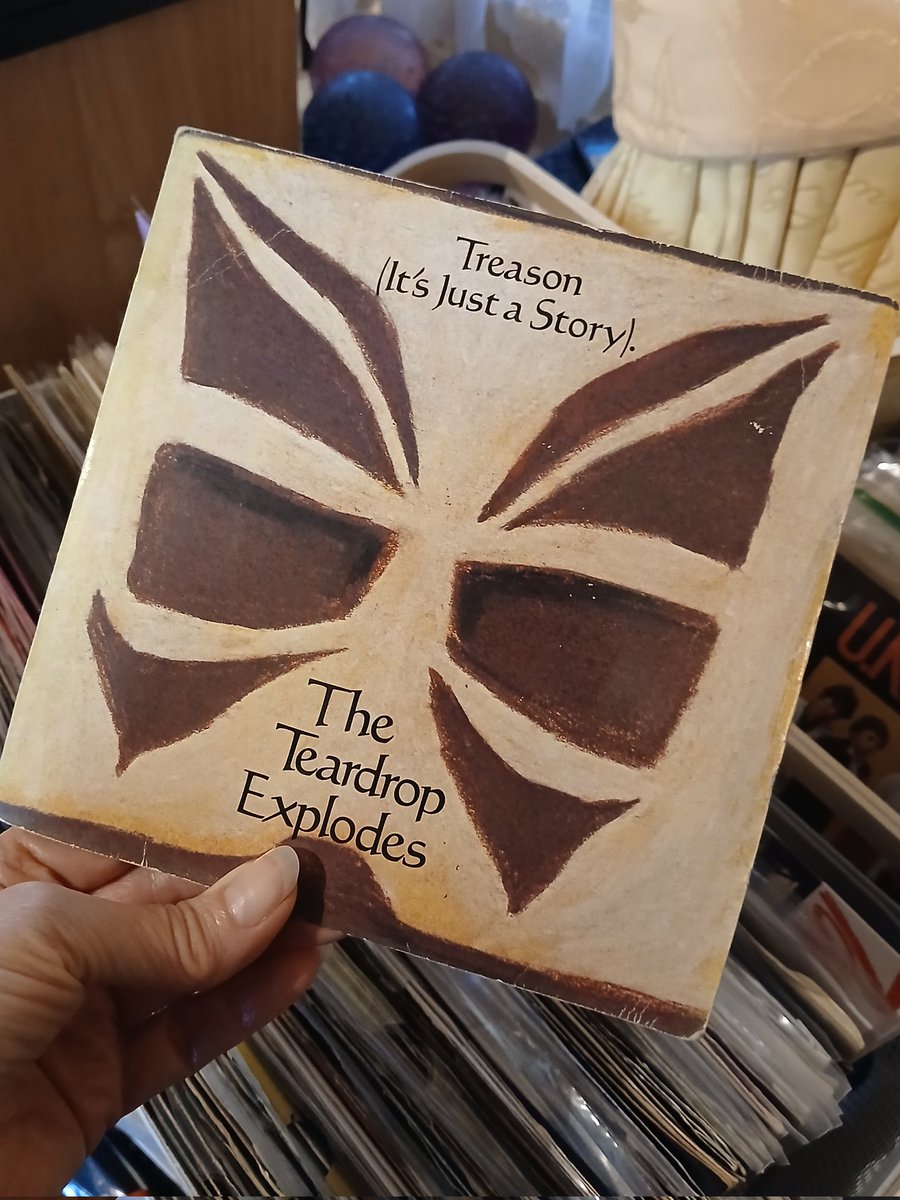 Treason
(It's Just a Story).
The
Teardrop
Explodes